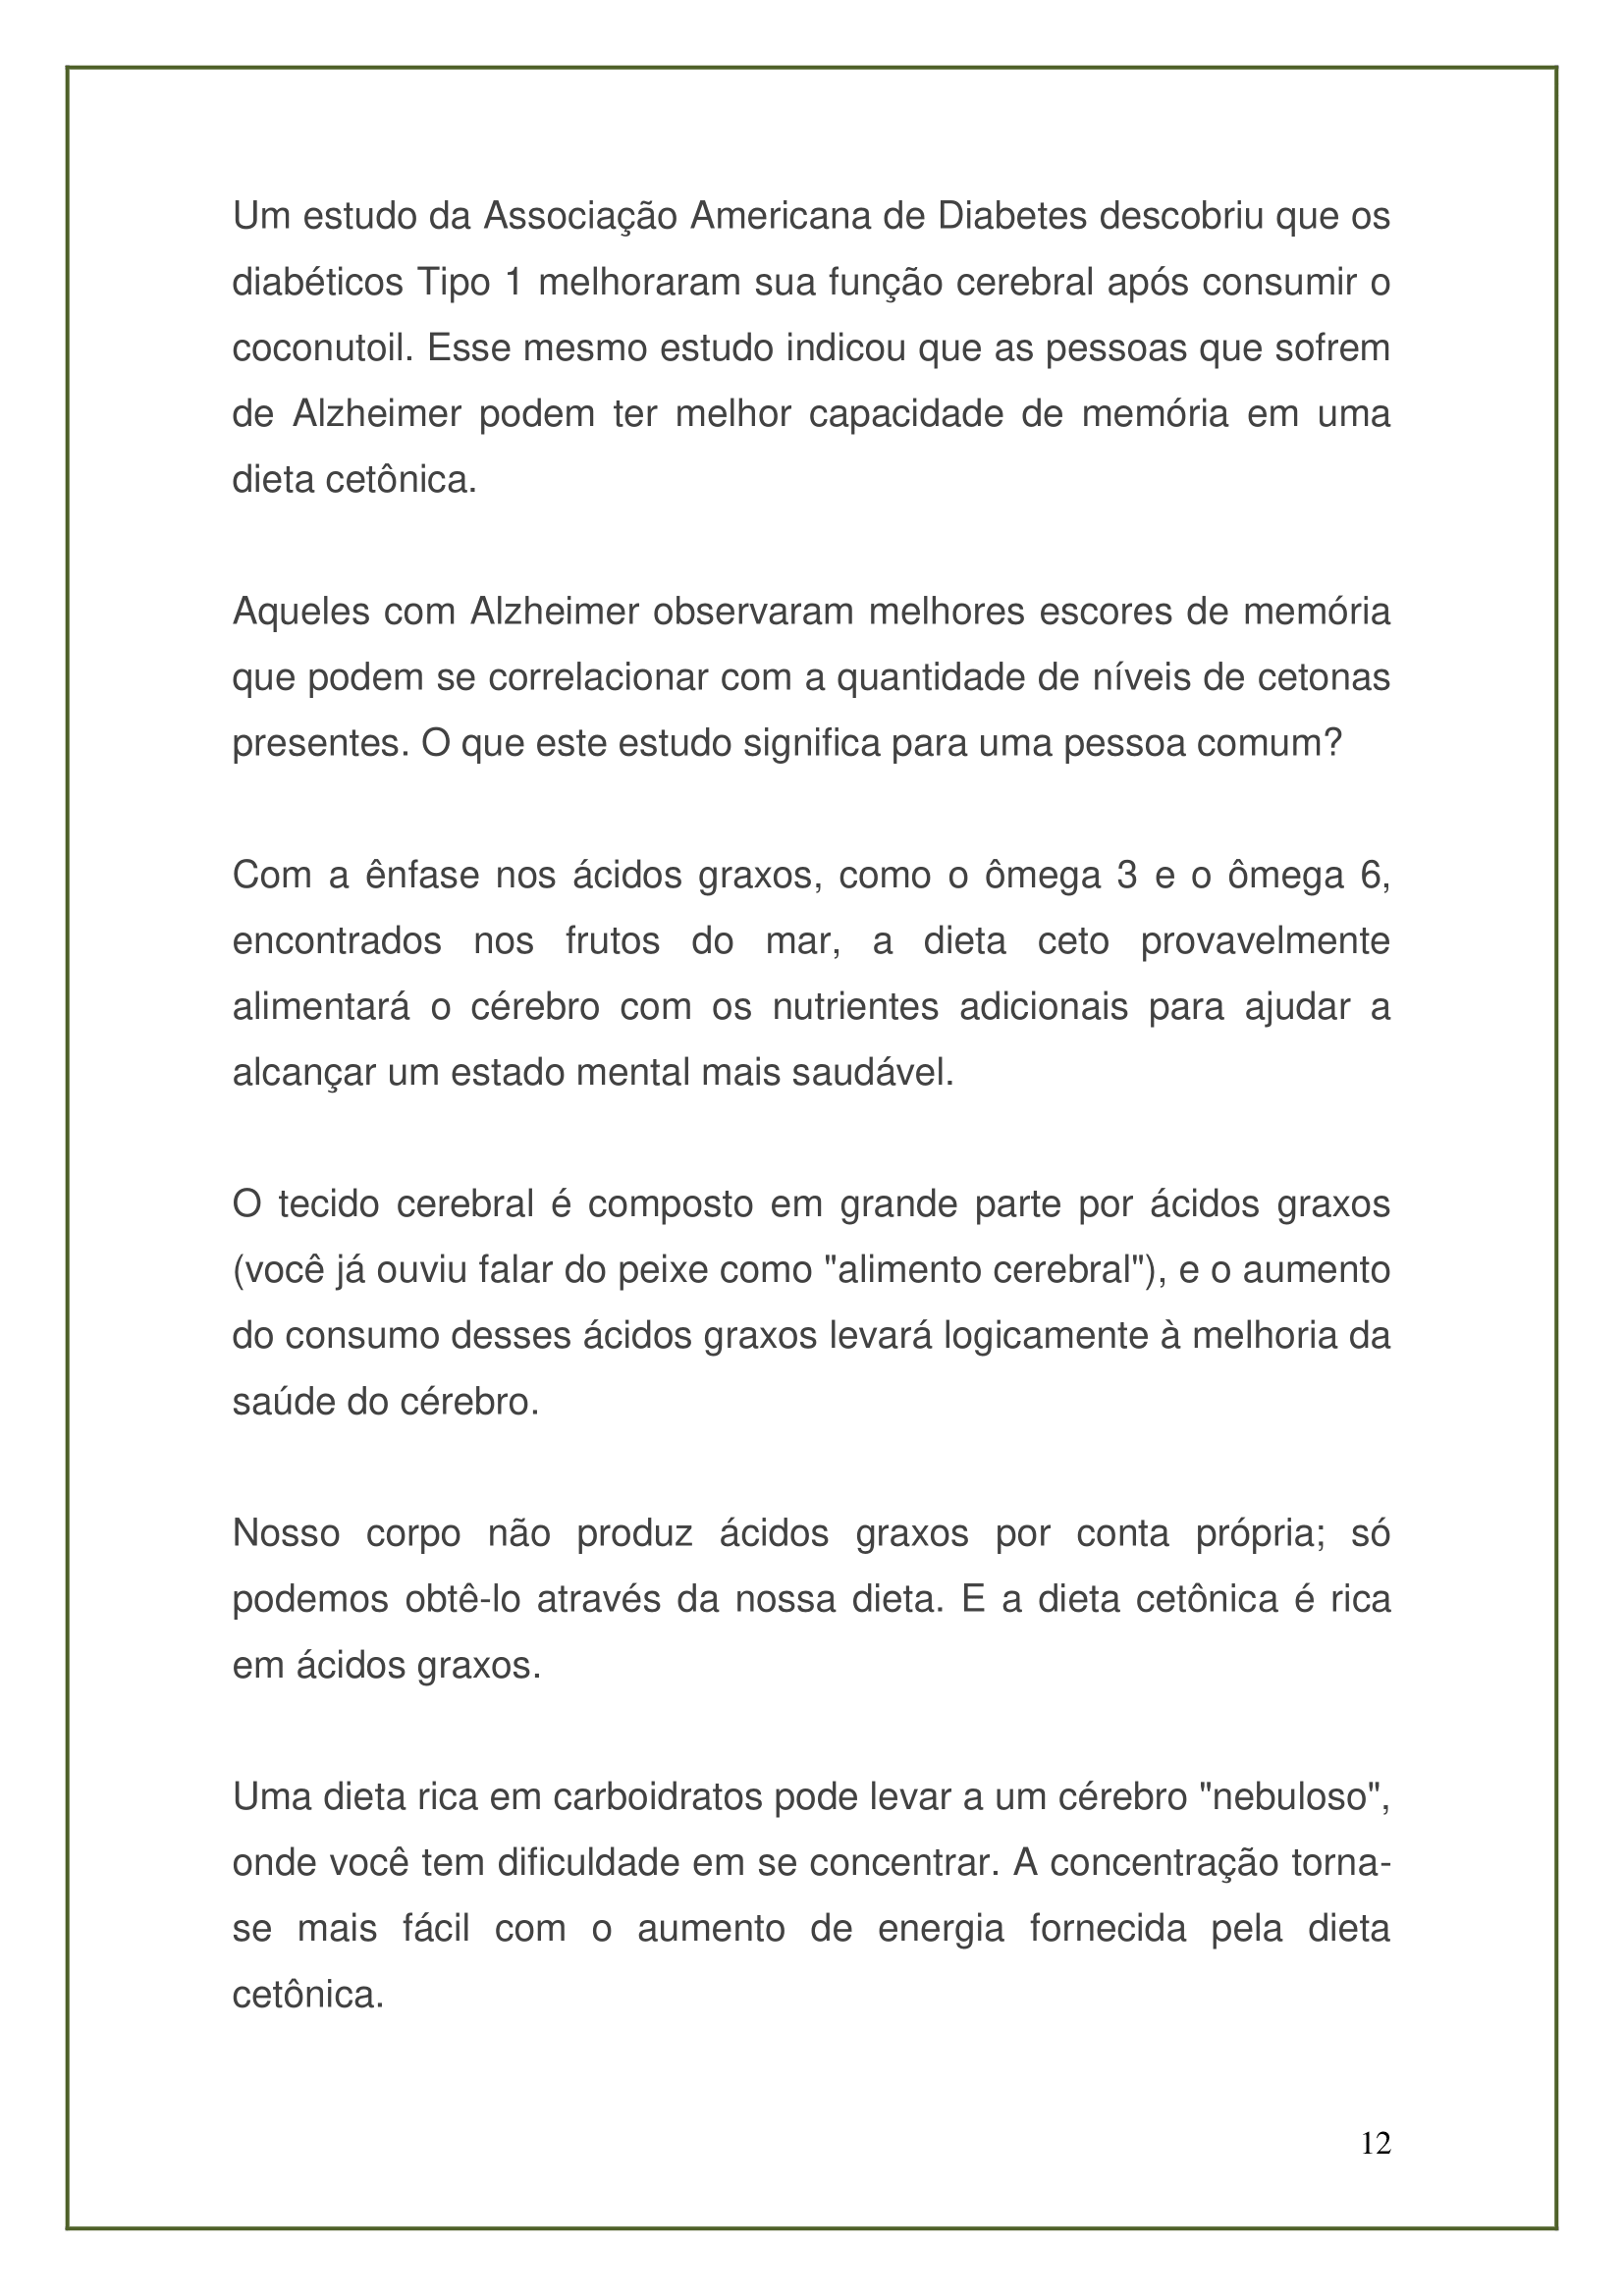 Um estudo da Associação Americana de Diabetes descobriu que os
diabéticos Tipo 1 melhoraram sua função cerebral após consumir o
coconutoil. Esse mesmo estudo indicou que as pessoas que sofrem
de Alzheimer podem ter melhor capacidade de memória em uma
dieta cetônica.
Aqueles com Alzheimer observaram melhores escores de memória
que podem se correlacionar com a quantidade de níveis de cetonas
presentes. O que este estudo significa para uma pessoa comum?
Com a ênfase nos ácidos graxos, como o ômega 3 e o ômega 6,
encontrados nos frutos do mar, a dieta ceto provavelmente
alimentará o cérebro com os nutrientes adicionais para ajudar a
alcançar um estado mental mais saudável.
O tecido cerebral é composto em grande parte por ácidos graxos
(você já ouviu falar do peixe como "alimento cerebral"), e o aumento
do consumo desses ácidos graxos levará logicamente à melhoria da
saúde do cérebro.
Nosso corpo não produz ácidos graxos por conta própria; só
podemos obtê-lo através da nossa dieta. E a dieta cetônica é rica
em ácidos graxos.
Uma dieta rica em carboidratos pode levar a um cérebro "nebuloso",
onde você tem dificuldade em se concentrar. A concentração torna-
se mais fácil com o aumento de energia fornecida pela dieta
cetônica.
12